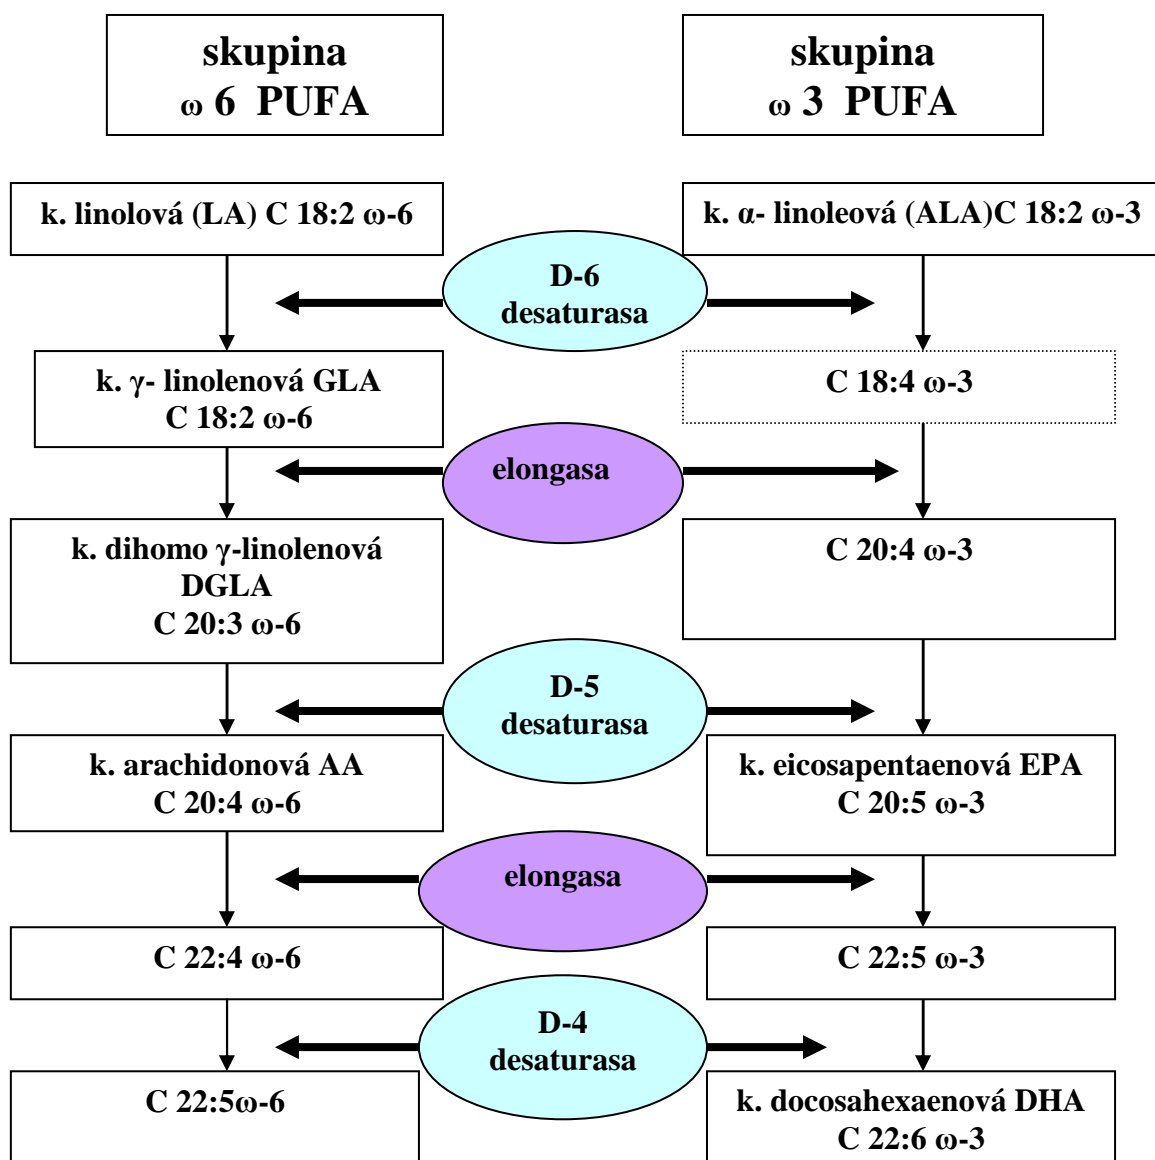 skupina
ω 6 PUFA
skupina
ω 3 PUFA
k. linolová (LA) C 18:2 ω-6
k. α- linoleová (ALA)C 18:2 ω-3
D-6
desaturasa
k. γ- linolenová GLA
C 18:2 ω-6
C 18:4 ω-3
elongasa
k. dihomo γ-linolenová
DGLA
C 20:3 ω-6
C 20:4 ω-3
D-5
desaturasa
k. arachidonová AA
C 20:4 ω-6
k. eicosapentaenová EPA
C 20:5 ω-3
elongasa
C 22:4 ω-6
C 22:5 ω-3
D-4
desaturasa
C 22:5ω-6
k. docosahexaenová DHA
C 22:6 ω-3